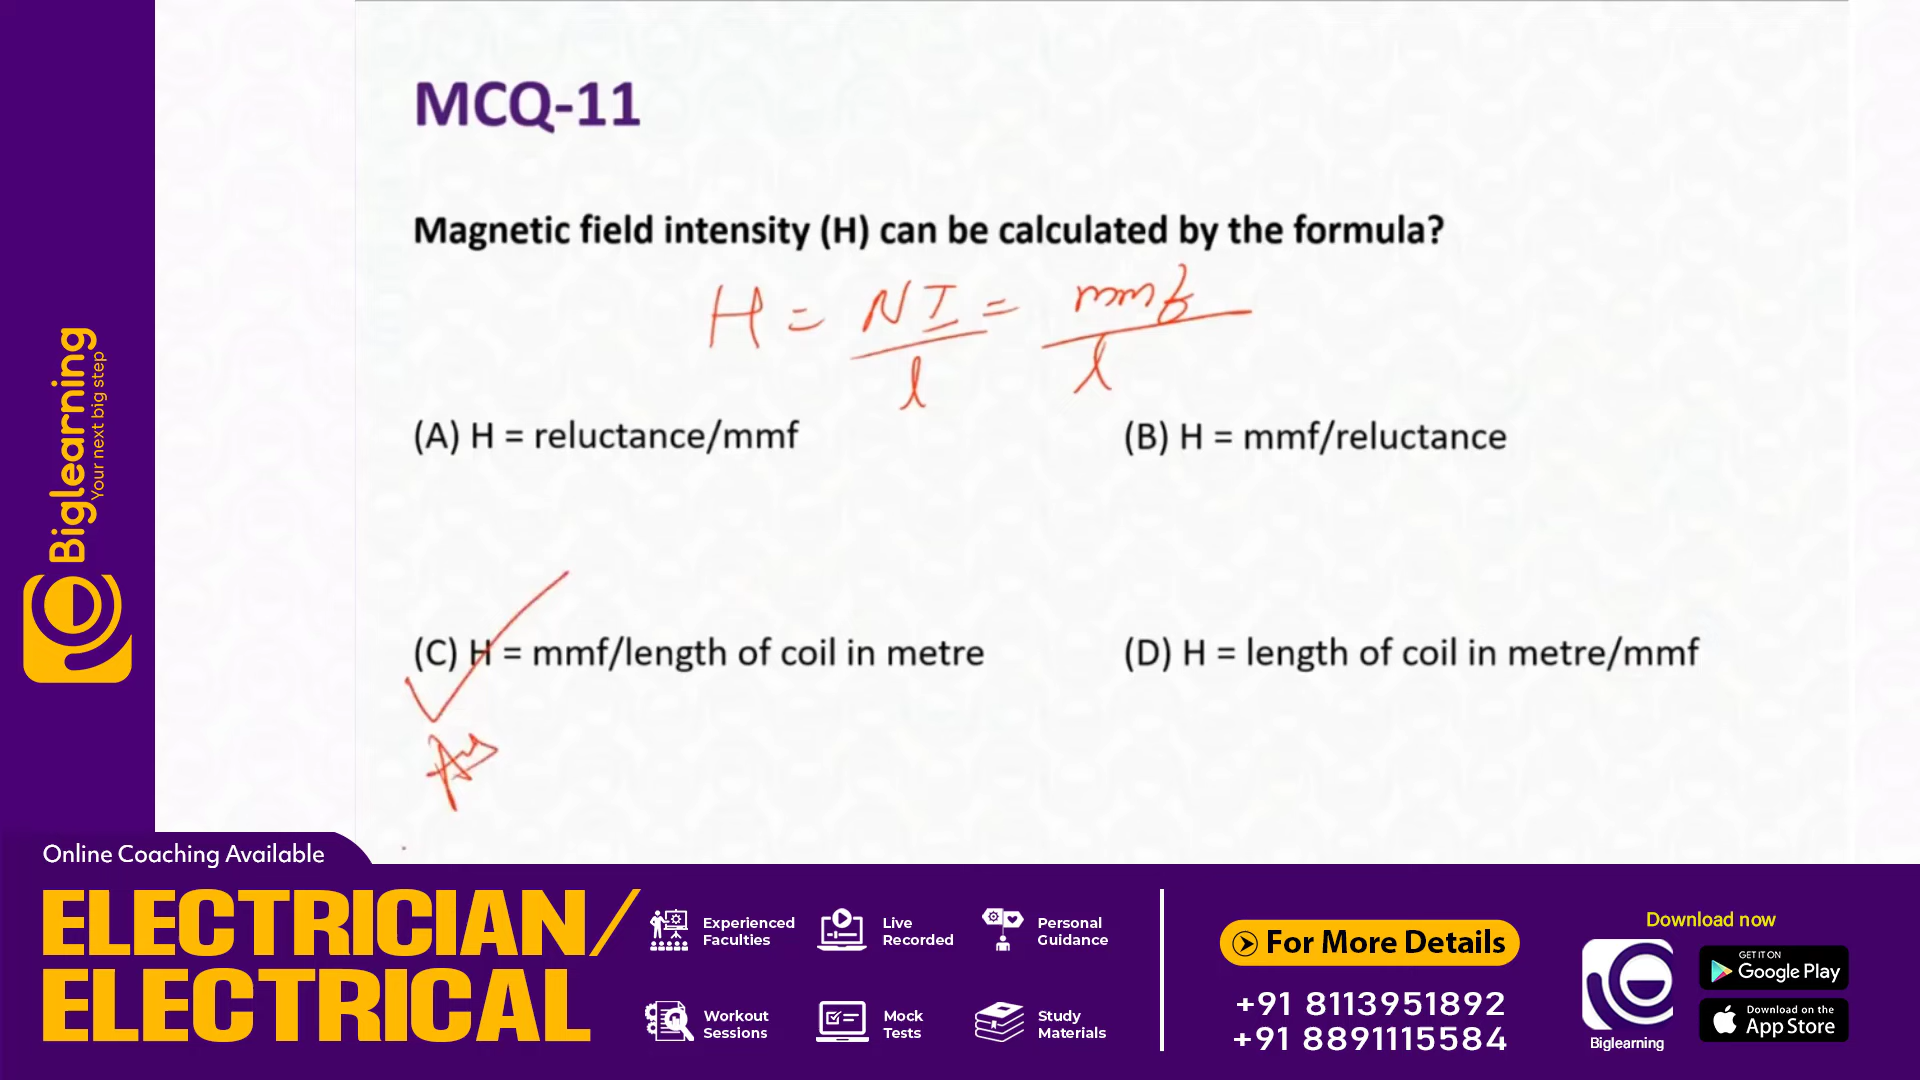 MCQ-11
Magnetic field intensity (H) can be calculated by the formula?
H = NI/l = mmf/l
(A) H = reluctance/mmf
(B) H = mmf/reluctance
(C) H = mmf/length of coil in metre
(D) H = length of coil in metre/mmf
Ans
Biglearning
Your next big step
Online Coaching Available
ELECTRICIAN/
ELECTRICAL
Experienced
Faculties
Live
Recorded
Personal
Guidance
Workout
Sessions
Mock
Tests
Study
Materials
For More Details
+91 8113951892
+91 8891115584
Download now
Biglearning
GET IT ON
Google Play
Download on the
App Store